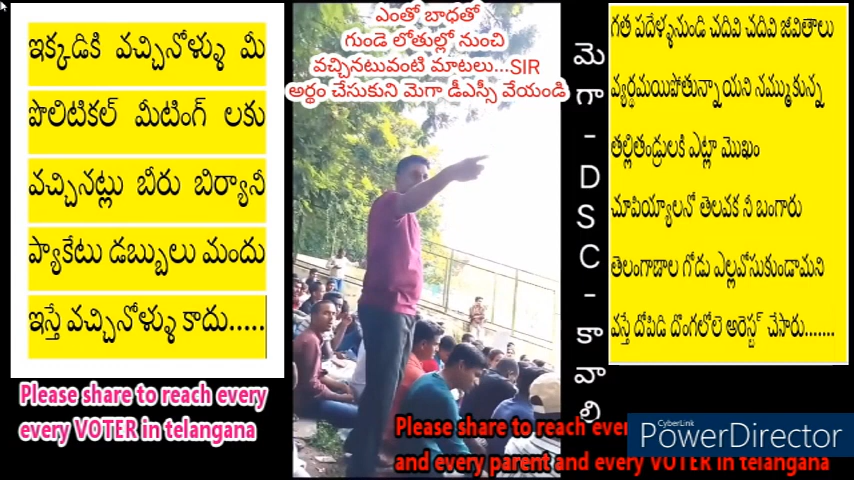 ఇక్కడికి వచ్చినోళ్ళు మీ
పొలిటికల్ మీటింగ్ లకు
వచ్చినట్లు బీరు బిర్యానీ
ప్యాకేటు డబ్బులు మందు
ఇస్తే వచ్చినోళ్ళు కాదు.....
Please share to reach every
every VOTER in telangana
ఎంతో బాధతో
గుండె లోతుల్లో నుంచి
వచ్చినటువంటి మాటలు...SIR
అర్థం చేసుకుని మెగా డీఎస్సీ వేయండి
మెగా-DSC-కావాలి
గత పదేళ్ళనుండి చదివి చదివి జీవితాలు
వ్యర్థమయిపోతున్నాయని నమ్ముకున్న
తల్లితండ్రులకి ఎట్లా మొఖం
చూపియ్యాలనో తెలవక నీ బంగారు
తెలంగాణాల గోడు ఎల్లవోసుకుండామని
వస్తే దోపిడి దొంగలోలె అరెస్ట్ చేసారు.......
Please share to reach
and every parent and every VOTER in telangana
CyberLink
PowerDirector